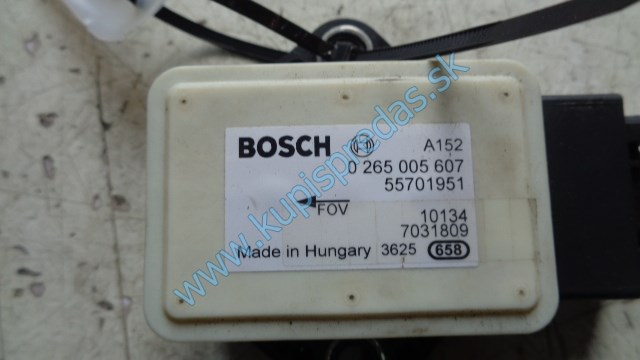 BOSCH A152
0 265 005 607
55701951
FOV
10134
7031809
Made in Hungary 3625 658
www.kupispredas.sk